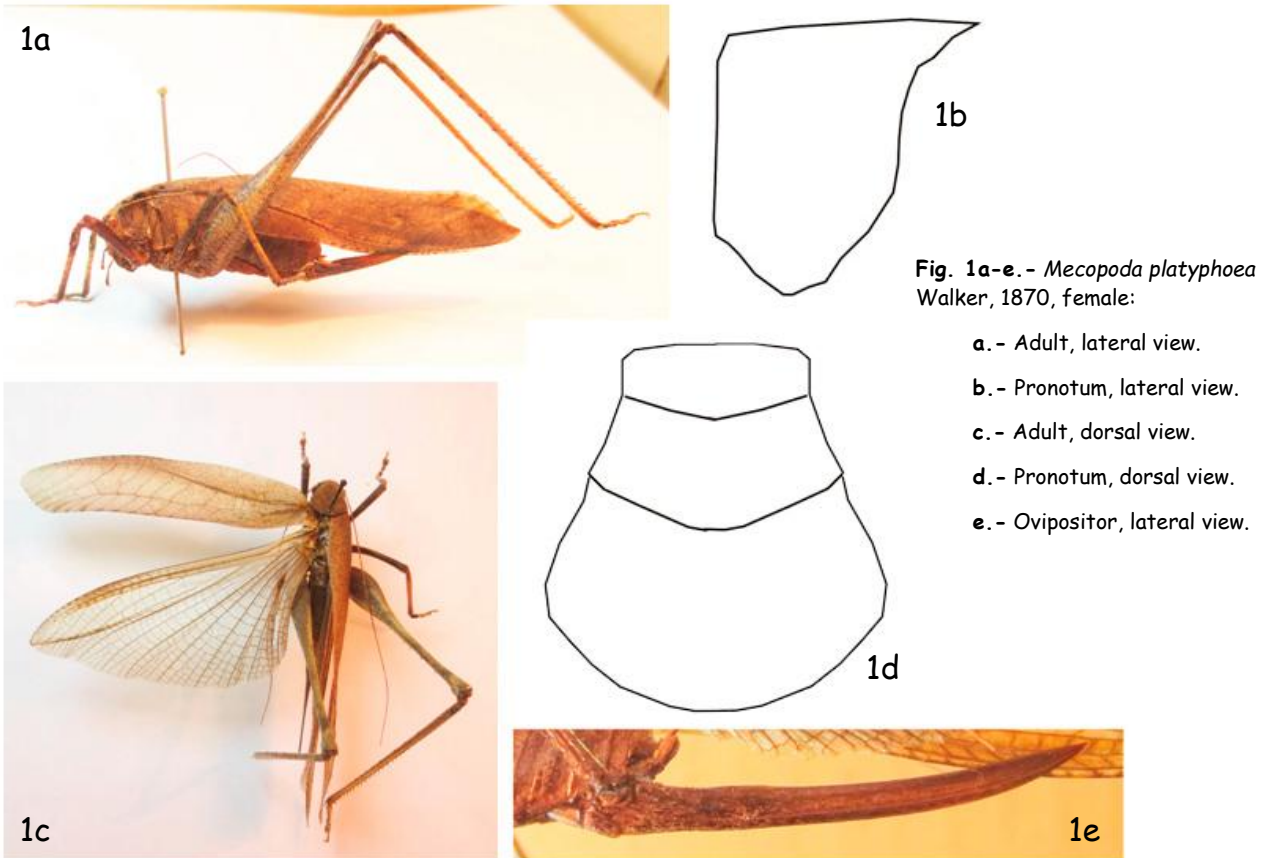 1a
1b
Fig. 1a-e.- Mecopoda platyphoea
Walker, 1870, female:
a.- Adult, lateral view.
b.- Pronotum, lateral view.
c.- Adult, dorsal view.
d.- Pronotum, dorsal view.
e.- Ovipositor, lateral view.
1d
1c
1e